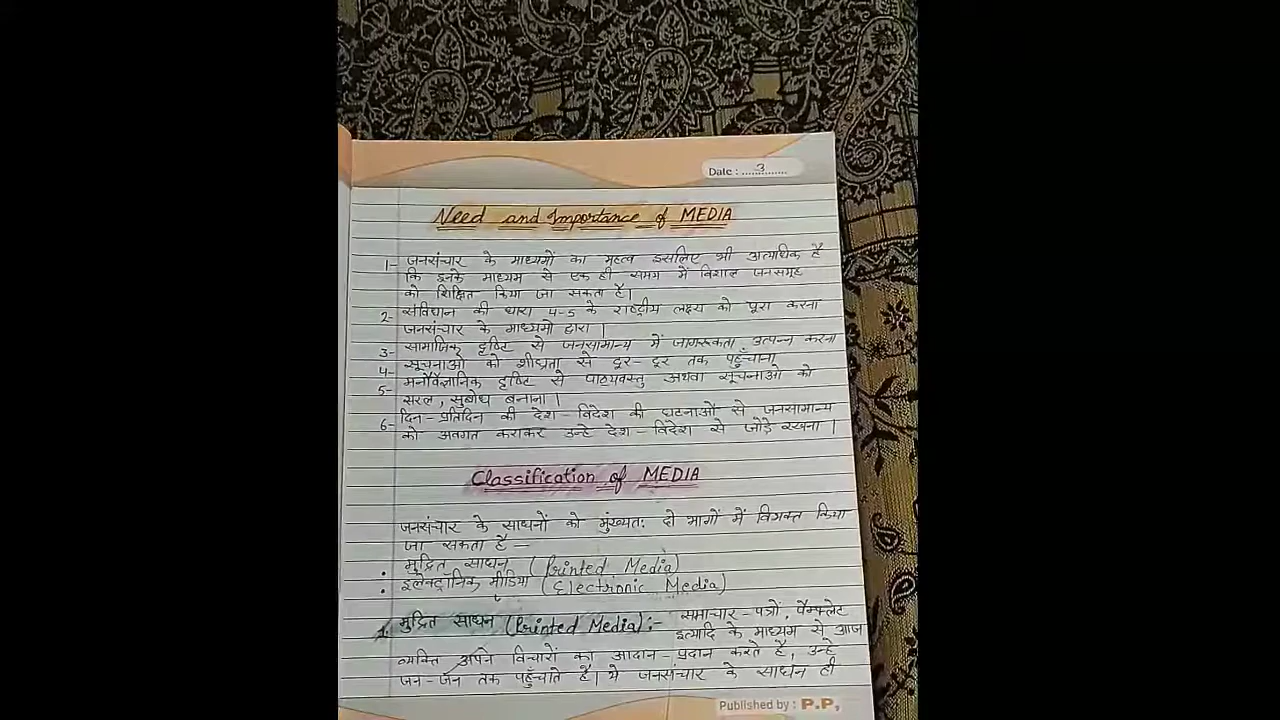 Date : 3
Need and Importance of MEDIA
1- जनसंचार के माध्यमों का महत्व इसलिए भी अत्यधिक है
कि इनके माध्यम से एक ही समय में विशाल जनसमूह
को शिक्षित किया जा सकता है।
2- संविधान की धारा 4-5 के राष्ट्रीय लक्ष्य को पूरा करना
जनसंचार के माध्यमो द्वारा |
3- सामाजिक दृष्टि से जनसामान्य में जागरूकता उत्पन्न करना
4- सूचनाओ को शीघ्रता से दूर-दूर तक पहुँचाना
5- मनोवैज्ञानिक दृष्टि से पाठ्यवस्तु अथवा सूचनाओ को
सरल, सुबोध बनाना |
6- दिन-प्रतिदिन की देश-विदेश की घटनाओं से जनसामान्य
को अवगत कराकर उन्हे देश-विदेश से जोड़े रखना |
Classification of MEDIA
जनसंचार के साधनों को मुंख्यत: दो भागों में विभक्त किया
जा सकता है —
मुद्रित साधन (Printed Media)
इलेक्ट्रानिक मीडिया (Electrionic Media)
1. मुद्रित साधन (Printed Media):- समाचार-पत्रों, पैम्फ्लेट
इत्यादि के माध्यम से आज
व्यक्ति अपने विचारों का आदान-प्रदान करते है, उन्हे
जन-जन तक पहुँचाते है। ये जनसंचार के साधन ही
Published by : P.P,